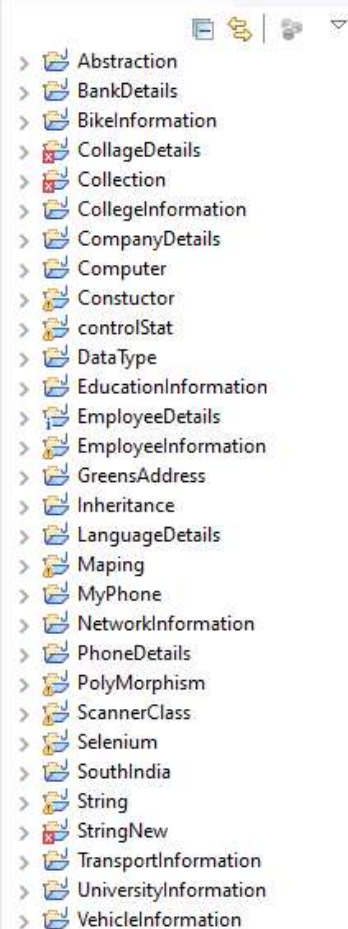 Abstraction
BankDetails
BikeInformation
CollageDetails
Collection
CollegeInformation
CompanyDetails
Computer
Constuctor
controlStat
DataType
EducationInformation
EmployeeDetails
EmployeeInformation
GreensAddress
Inheritance
LanguageDetails
Maping
MyPhone
NetworkInformation
PhoneDetails
PolyMorphism
ScannerClass
Selenium
SouthIndia
String
StringNew
TransportInformation
UniversityInformation
VehicleInformation